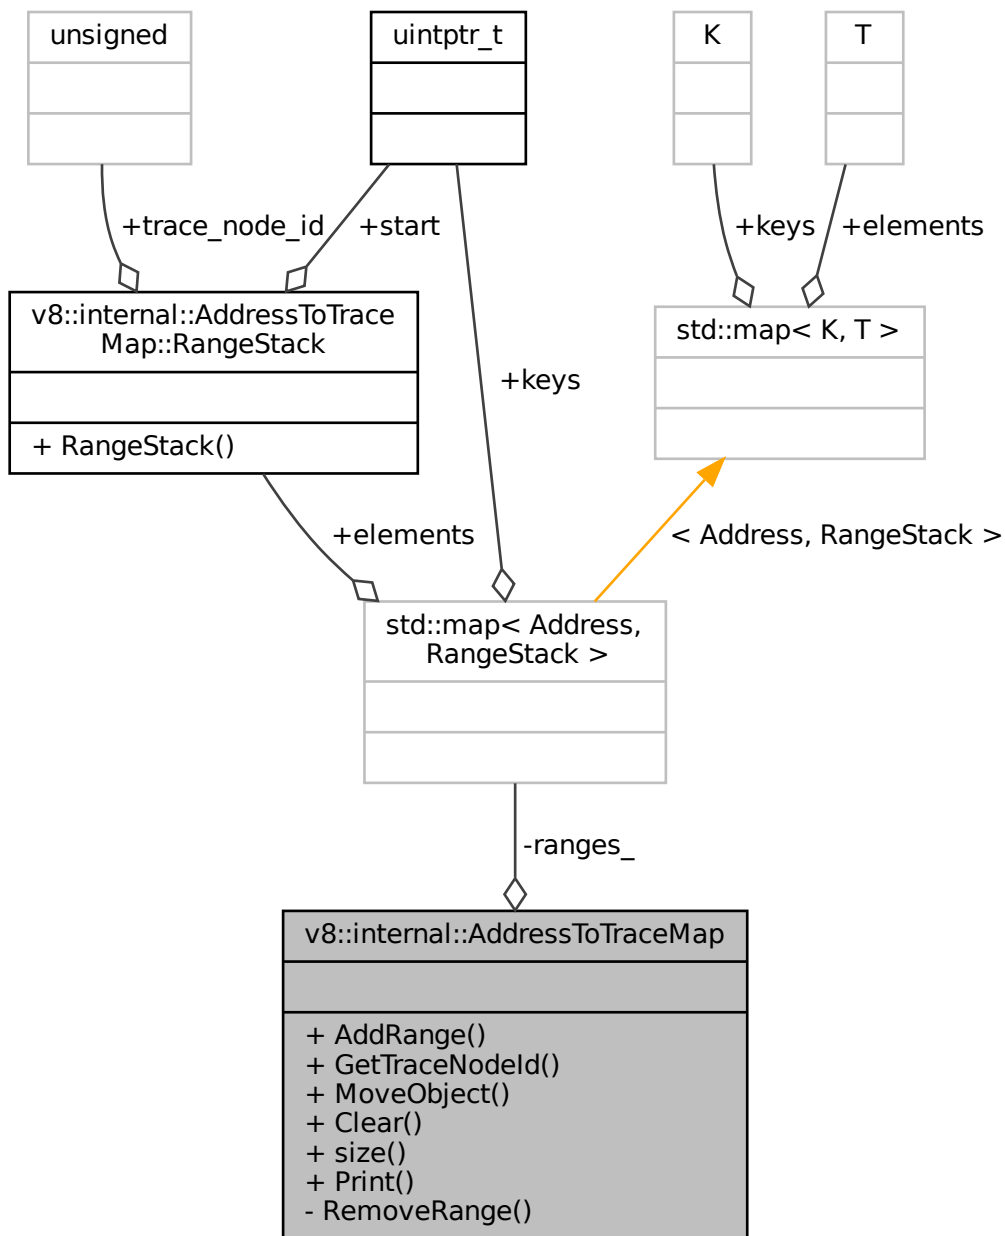 unsigned
uintptr_t
K
T
+trace_node_id
+start
+keys
+elements
v8::internal::AddressToTrace
Map::RangeStack
+ RangeStack()
std::map< K, T >
+keys
+elements
< Address, RangeStack >
std::map< Address,
RangeStack >
-ranges_
v8::internal::AddressToTraceMap
+ AddRange()
+ GetTraceNodeId()
+ MoveObject()
+ Clear()
+ size()
+ Print()
- RemoveRange()